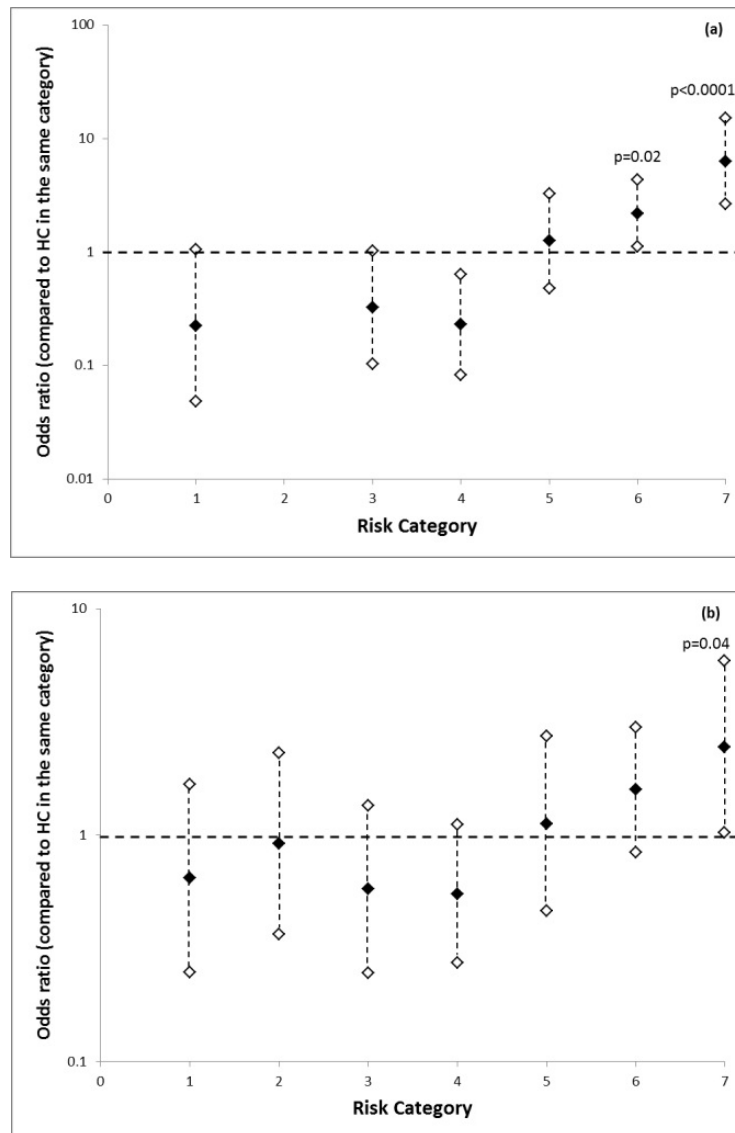 (a)
Odds ratio (compared to HC in the same category)
100
10
1
0.1
0.01
p=0.02
p<0.0001
0 1 2 3 4 5 6 7
Risk Category
(b)
Odds ratio (compared to HC in the same category)
10
1
0.1
p=0.04
0 1 2 3 4 5 6 7
Risk Category